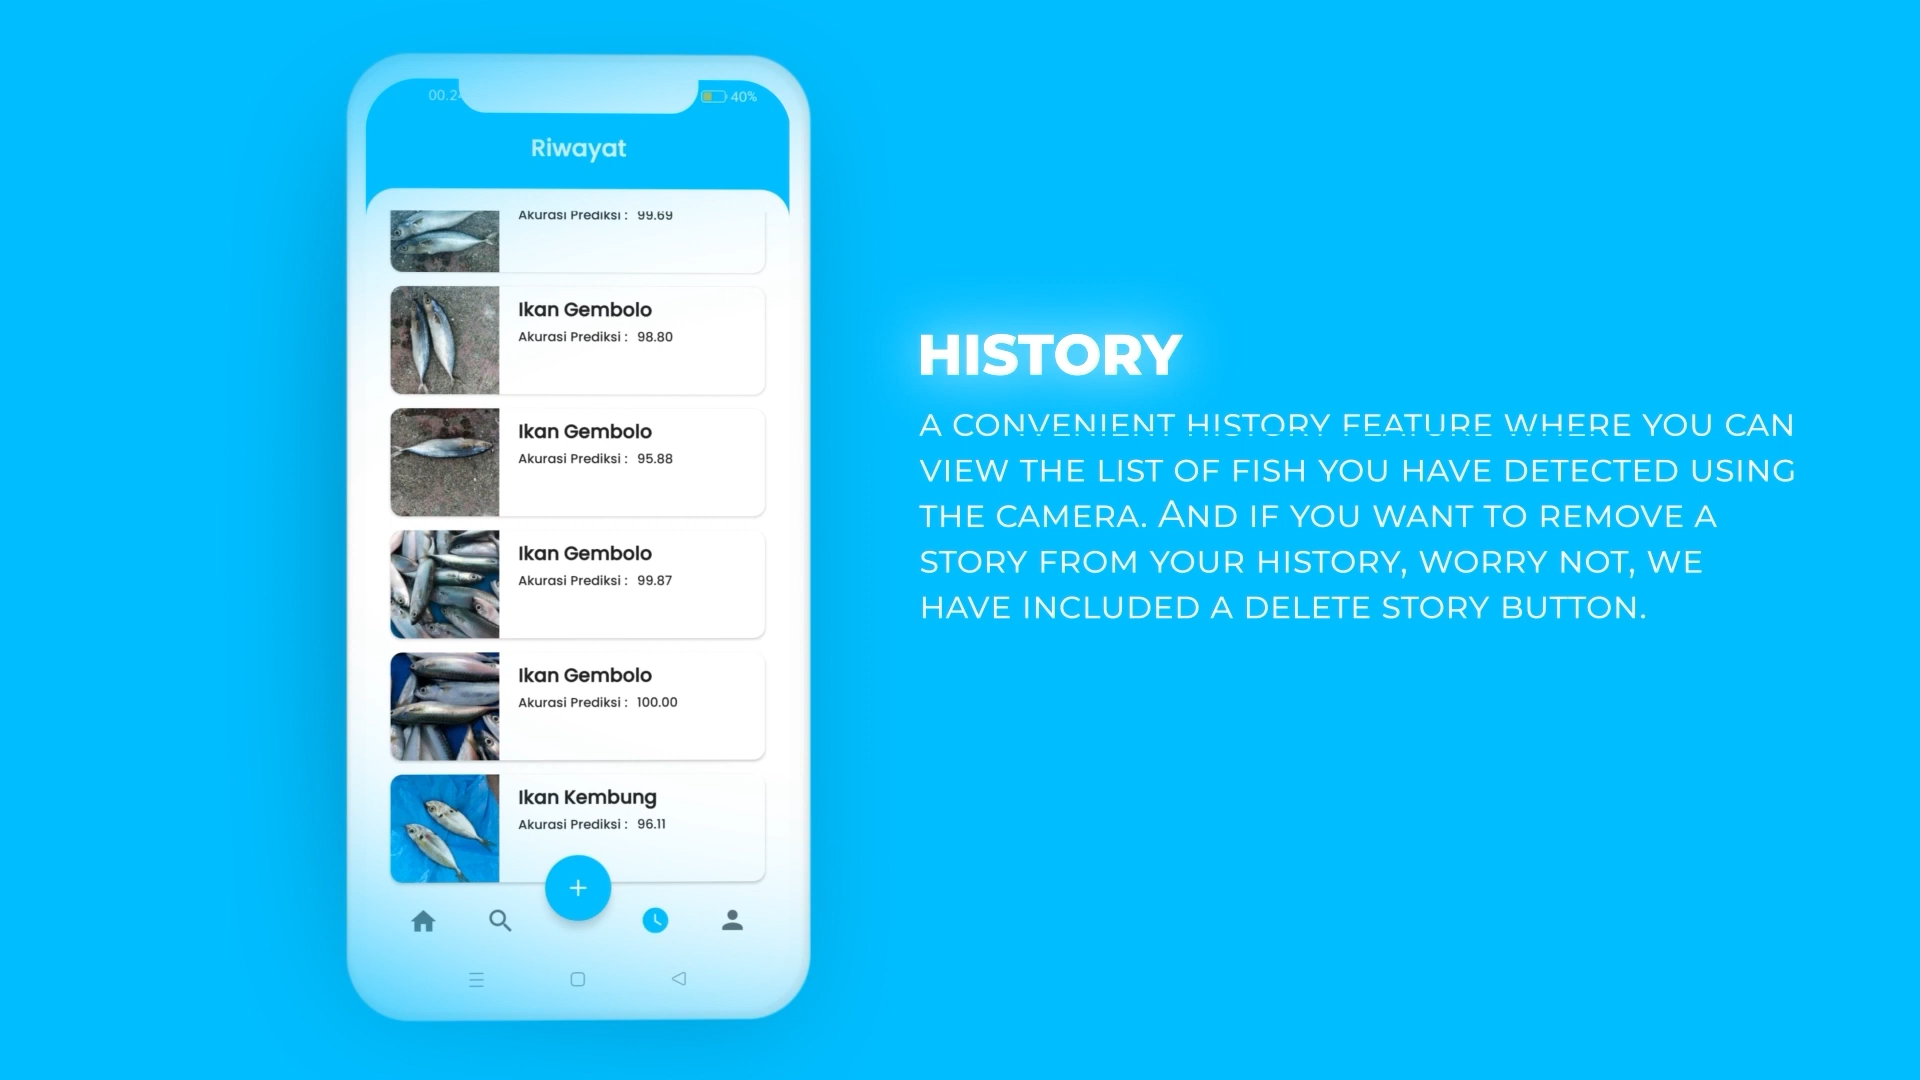 00.2
40%
Riwayat
Akurasi Prediksi : 99.69
Ikan Gembolo
Akurasi Prediksi : 98.80
Ikan Gembolo
Akurasi Prediksi : 95.88
Ikan Gembolo
Akurasi Prediksi : 99.87
Ikan Gembolo
Akurasi Prediksi : 100.00
Ikan Kembung
Akurasi Prediksi : 96.11
HISTORY
A CONVENIENT HISTORY FEATURE WHERE YOU CAN
VIEW THE LIST OF FISH YOU HAVE DETECTED USING
THE CAMERA. AND IF YOU WANT TO REMOVE A
STORY FROM YOUR HISTORY, WORRY NOT, WE
HAVE INCLUDED A DELETE STORY BUTTON.